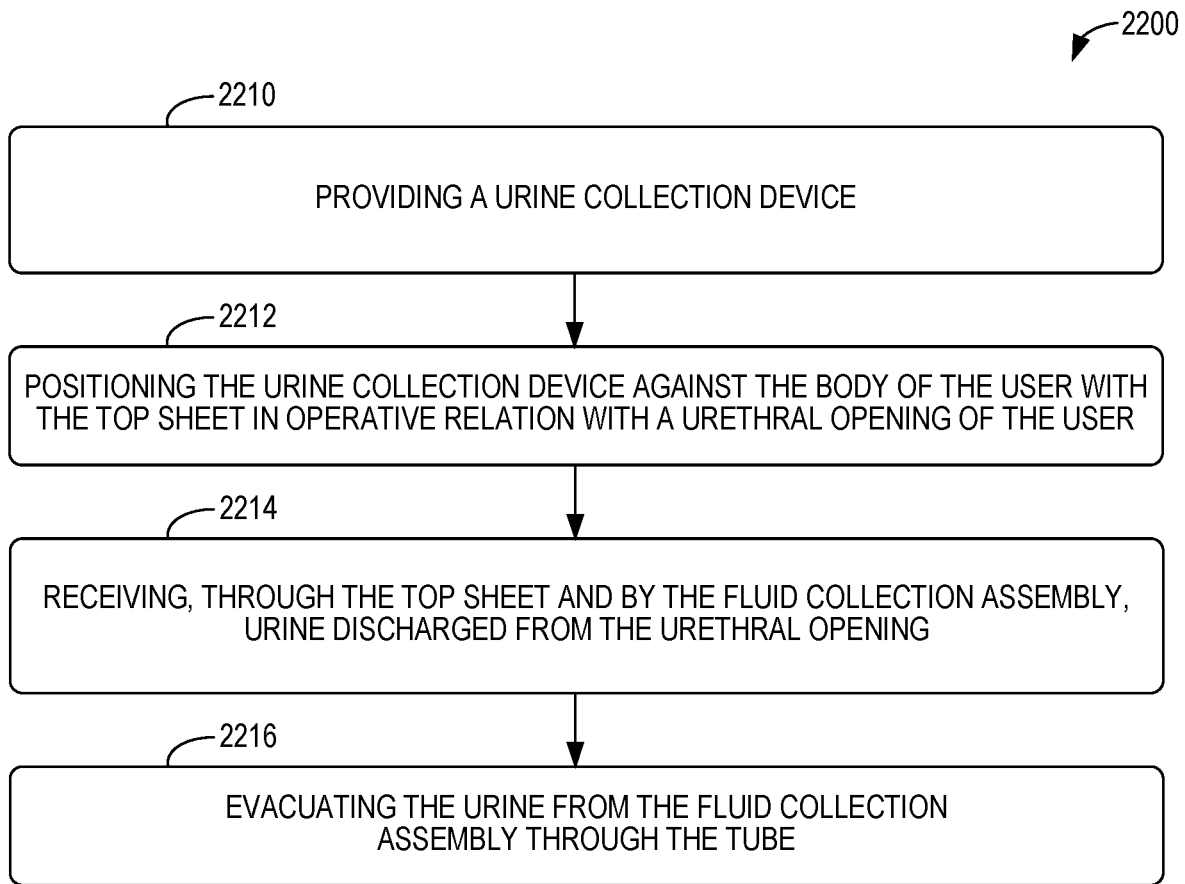 2200
2210
PROVIDING A URINE COLLECTION DEVICE
2212
POSITIONING THE URINE COLLECTION DEVICE AGAINST THE BODY OF THE USER WITH
THE TOP SHEET IN OPERATIVE RELATION WITH A URETHRAL OPENING OF THE USER
2214
RECEIVING, THROUGH THE TOP SHEET AND BY THE FLUID COLLECTION ASSEMBLY,
URINE DISCHARGED FROM THE URETHRAL OPENING
2216
EVACUATING THE URINE FROM THE FLUID COLLECTION
ASSEMBLY THROUGH THE TUBE